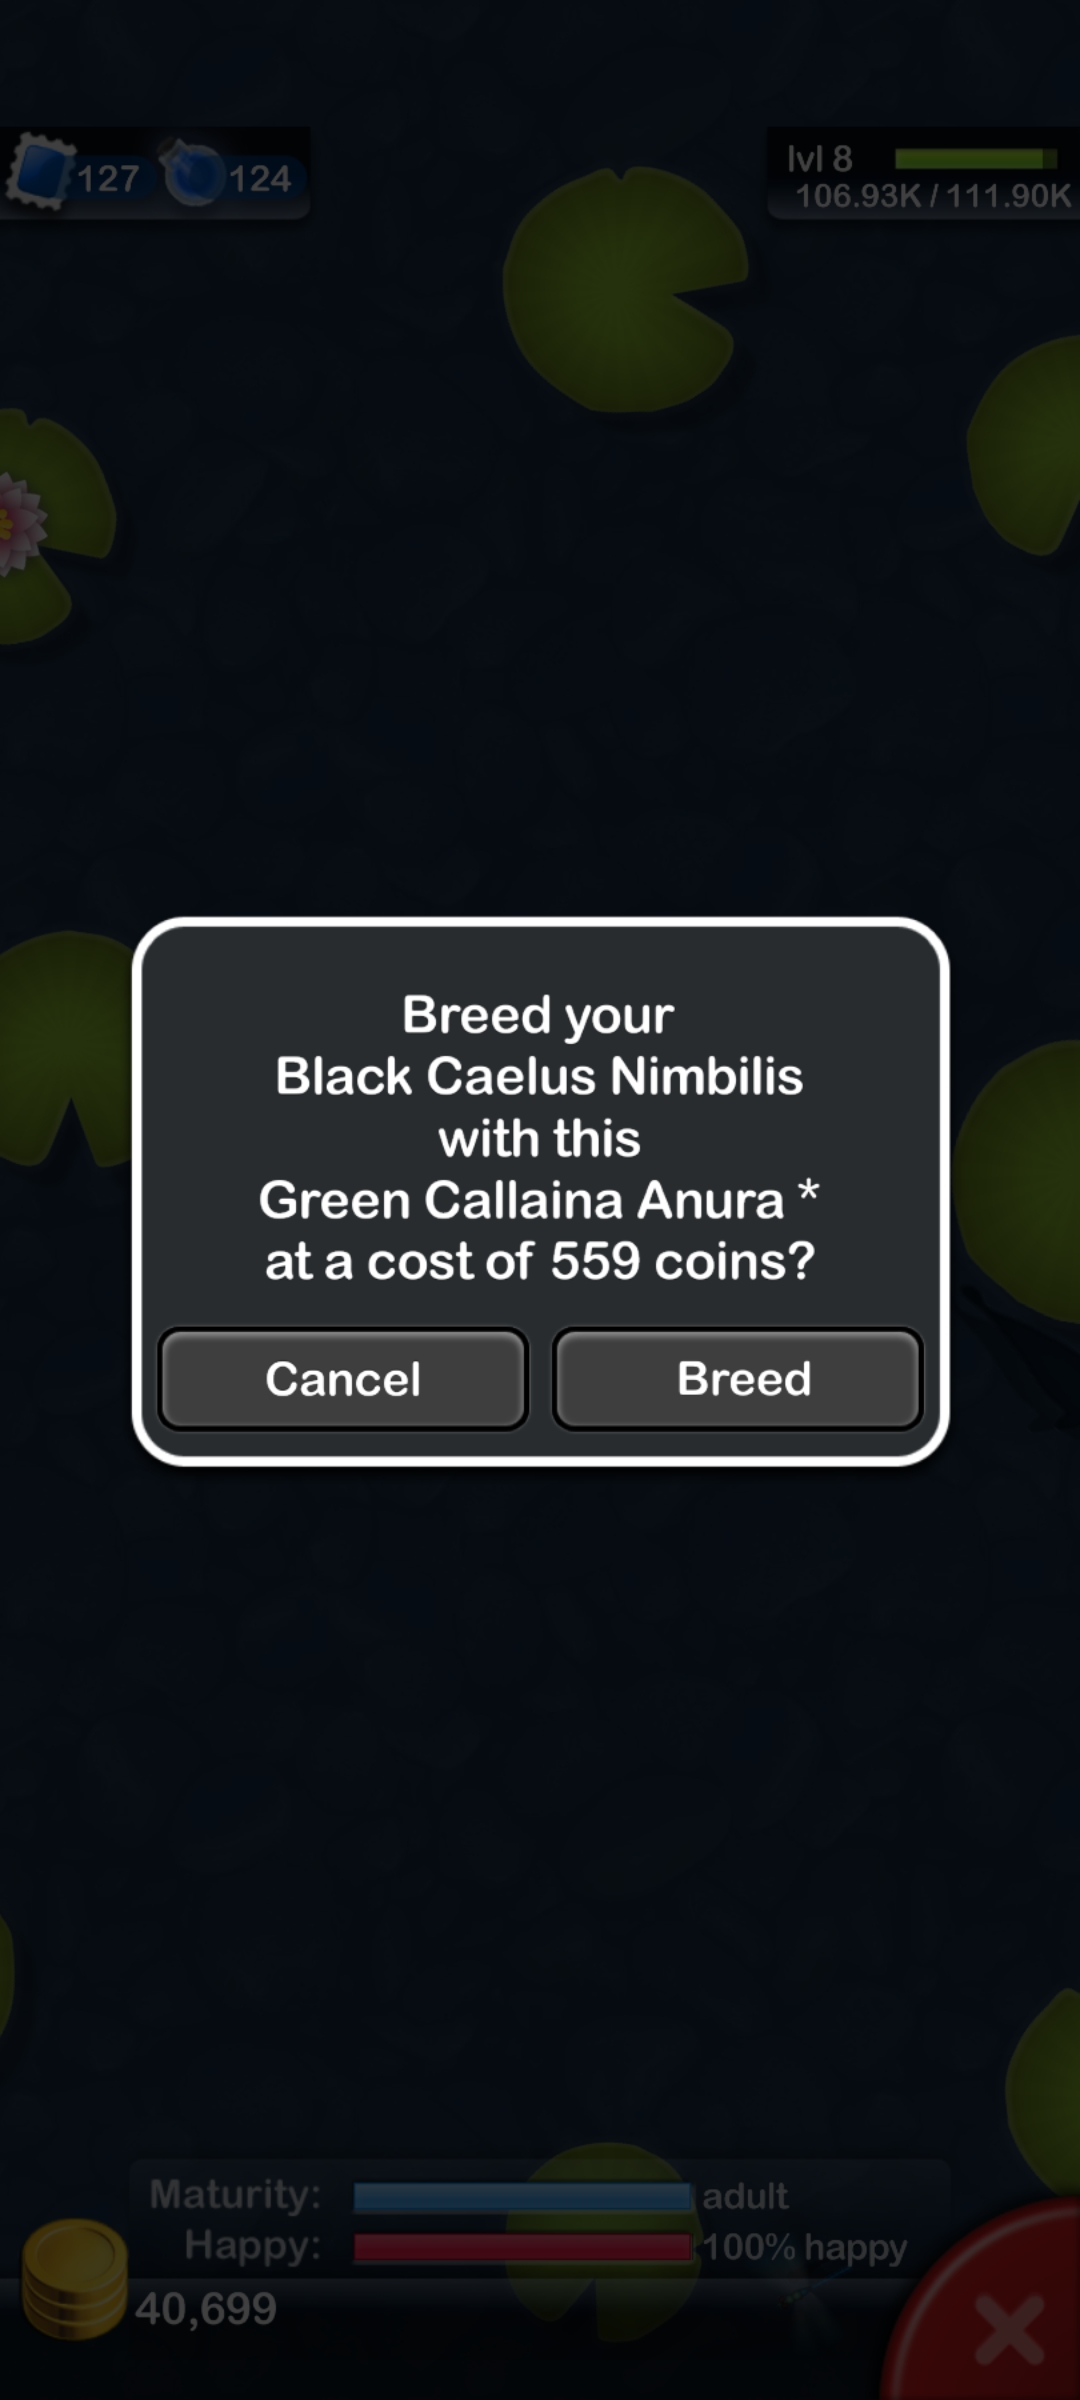 127 124
lvl 8
106.93K / 111.90K
Breed your
Black Caelus Nimbilis
with this
Green Callaina Anura *
at a cost of 559 coins?
Cancel Breed
Maturity: adult
Happy: 100% happy
40,699